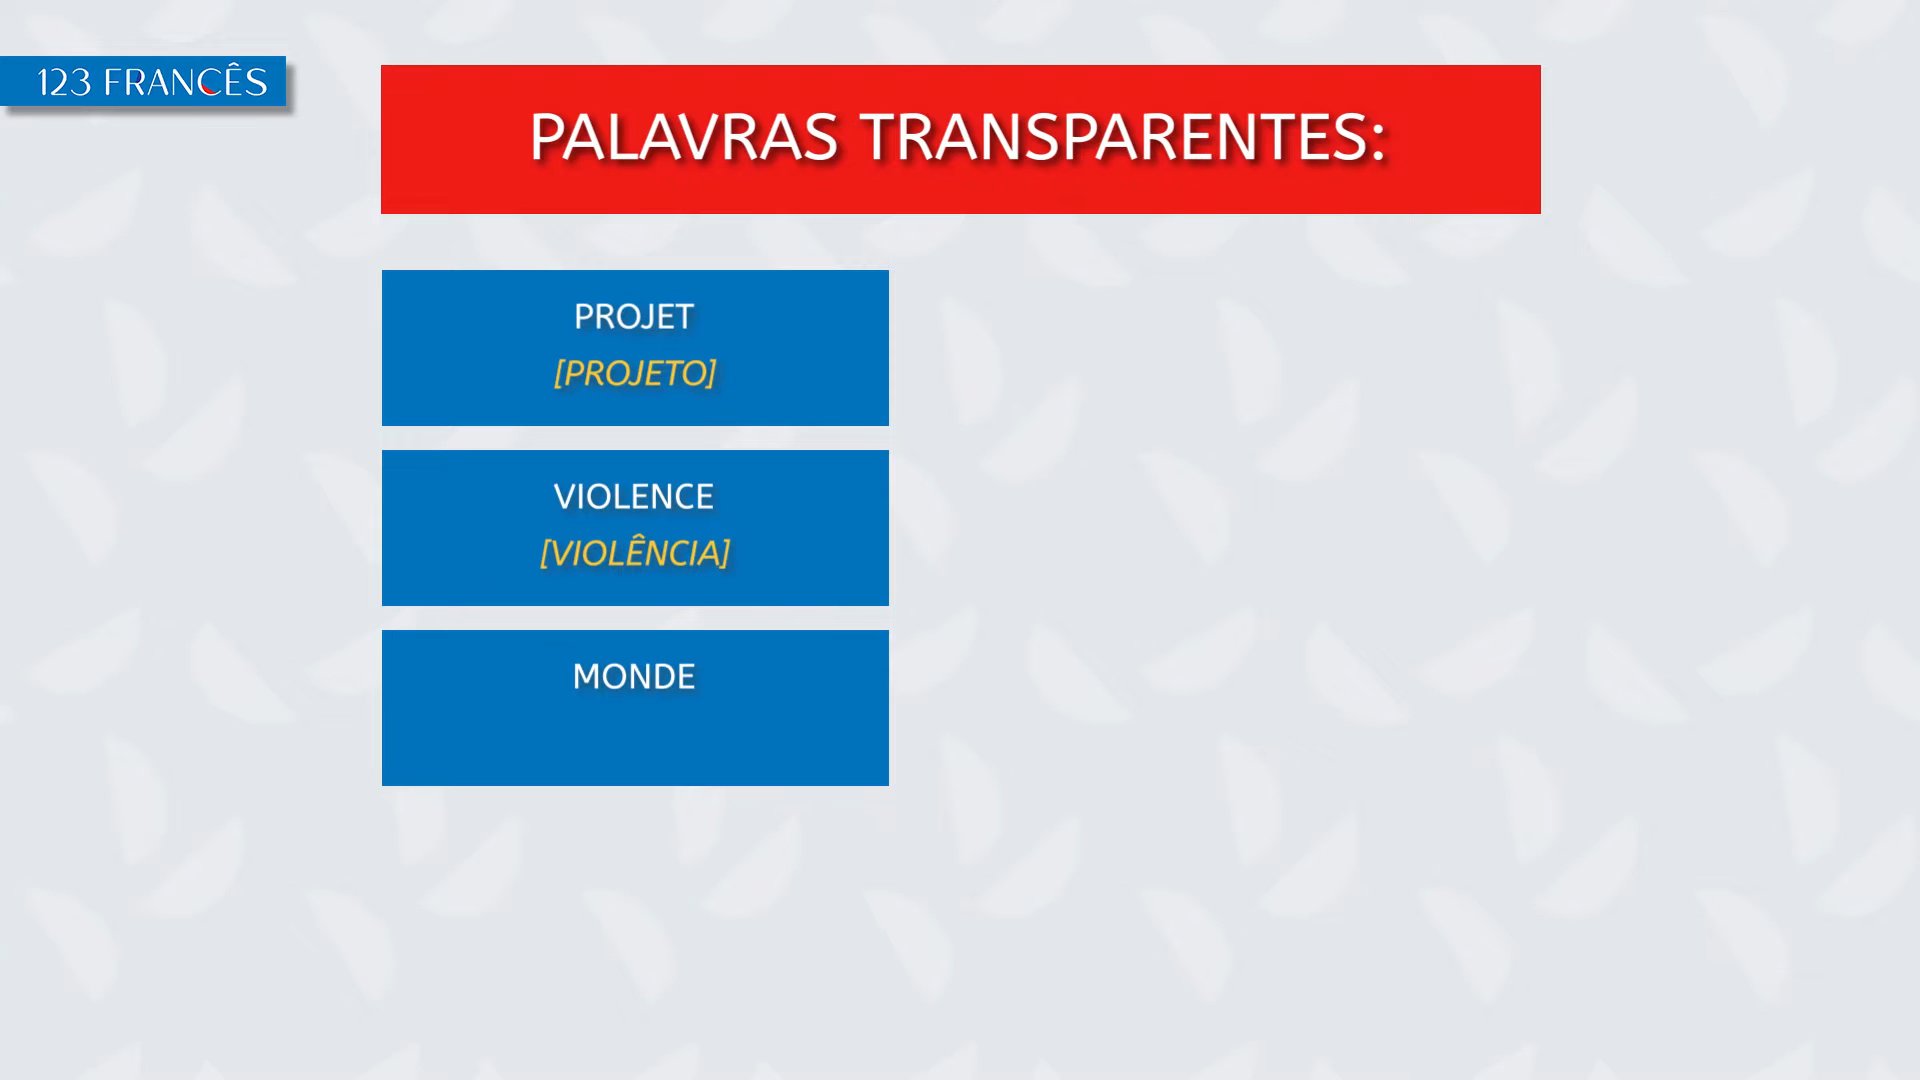 123 FRANCÊS
PALAVRAS TRANSPARENTES:
PROJET
[PROJETO]
VIOLENCE
[VIOLÊNCIA]
MONDE